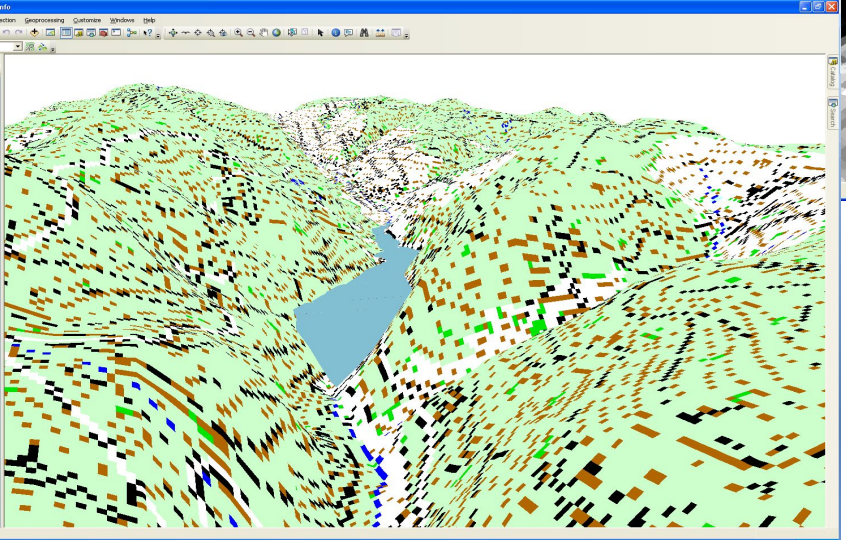 nfo
ection Geoprocessing Customize Windows Help
Catalog
Search